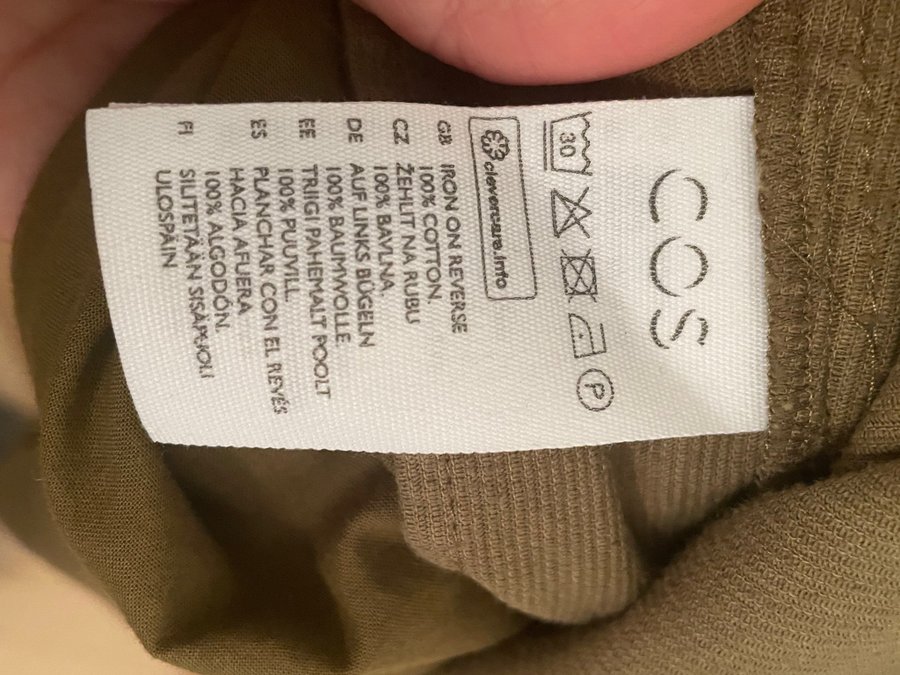 COS
30
P
clevercare.info
GB IRON ON REVERSE
100% COTTON.
CZ ŽEHLIT NA RUBU
100% BAVLNA.
DE AUF LINKS BÜGELN
100% BAUMWOLLE.
EE TRIIGI PAHEMALT POOLT
100% PUUVILL.
ES PLANCHAR CON EL REVÉS
HACIA AFUERA
100% ALGODÓN.
FI SILITETÄÄN SISÄPUOLI
ULOSPÄIN